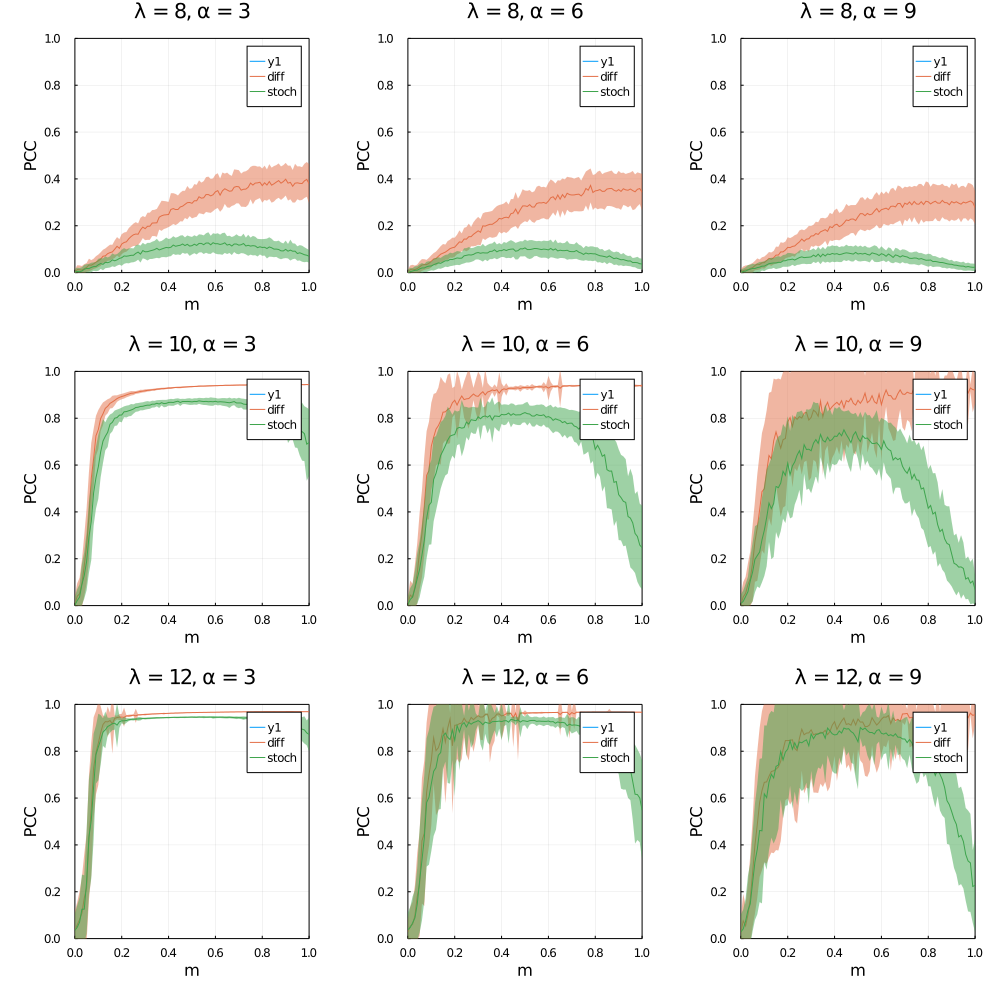 λ = 8, α = 3
λ = 8, α = 6
λ = 8, α = 9
1.0
0.8
0.6
0.4
0.2
0.0
PCC
y1
diff
stoch
0.0 0.2 0.4 0.6 0.8 1.0
m
1.0
0.8
0.6
0.4
0.2
0.0
PCC
y1
diff
stoch
0.0 0.2 0.4 0.6 0.8 1.0
m
1.0
0.8
0.6
0.4
0.2
0.0
PCC
y1
diff
stoch
0.0 0.2 0.4 0.6 0.8 1.0
m
λ = 10, α = 3
λ = 10, α = 6
λ = 10, α = 9
1.0
0.8
0.6
0.4
0.2
0.0
PCC
y1
diff
stoch
0.0 0.2 0.4 0.6 0.8 1.0
m
1.0
0.8
0.6
0.4
0.2
0.0
PCC
y1
diff
stoch
0.0 0.2 0.4 0.6 0.8 1.0
m
1.0
0.8
0.6
0.4
0.2
0.0
PCC
y1
diff
stoch
0.0 0.2 0.4 0.6 0.8 1.0
m
λ = 12, α = 3
λ = 12, α = 6
λ = 12, α = 9
1.0
0.8
0.6
0.4
0.2
0.0
PCC
y1
diff
stoch
0.0 0.2 0.4 0.6 0.8 1.0
m
1.0
0.8
0.6
0.4
0.2
0.0
PCC
y1
diff
stoch
0.0 0.2 0.4 0.6 0.8 1.0
m
1.0
0.8
0.6
0.4
0.2
0.0
PCC
y1
diff
stoch
0.0 0.2 0.4 0.6 0.8 1.0
m